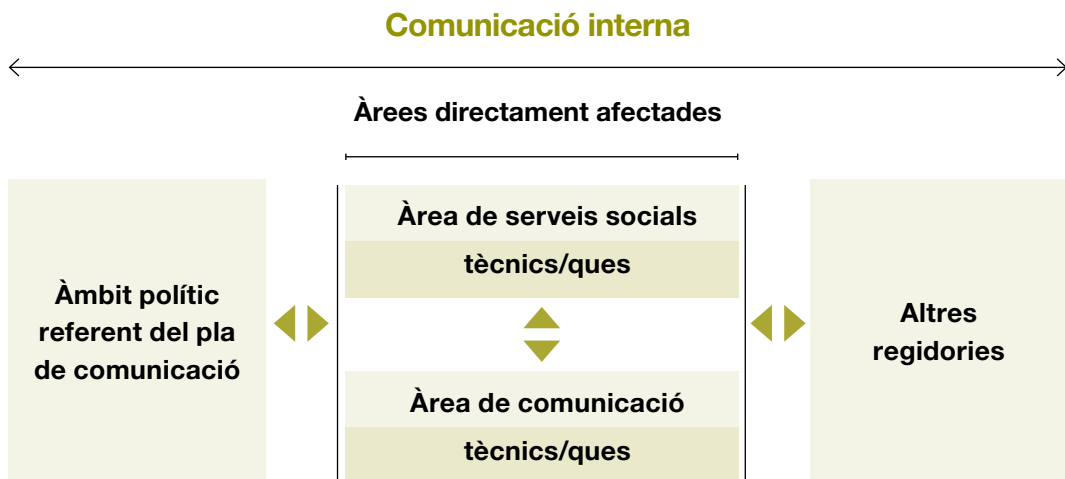 Comunicació interna
Àrees directament afectades
Àmbit polític
referent del pla
de comunicació
Àrea de serveis socials
tècnics/ques
Àrea de comunicació
tècnics/ques
Altres
regidories